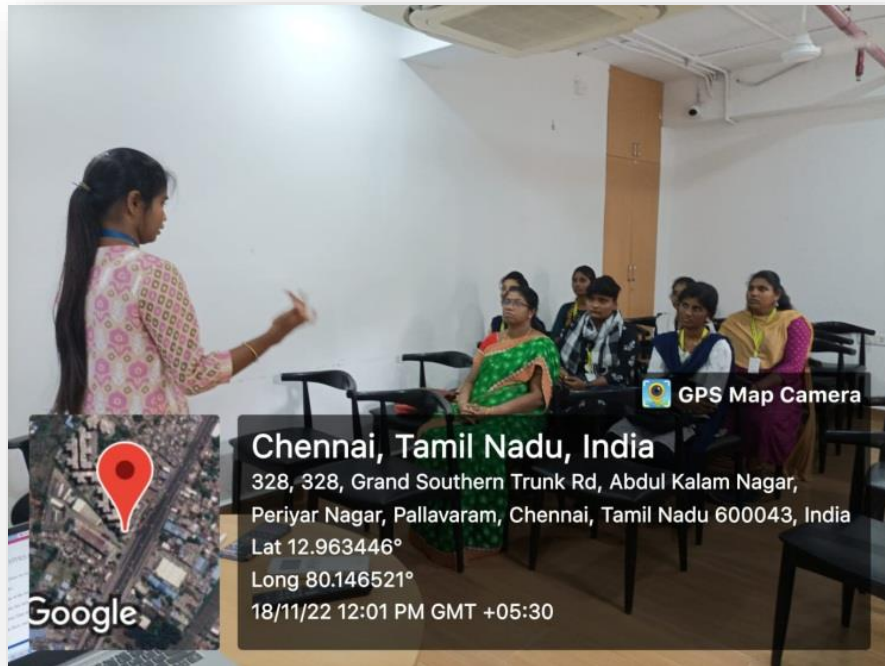 GPS Map Camera
Chennai, Tamil Nadu, India
328, 328, Grand Southern Trunk Rd, Abdul Kalam Nagar,
Periyar Nagar, Pallavaram, Chennai, Tamil Nadu 600043, India
Lat 12.963446°
Long 80.146521°
18/11/22 12:01 PM GMT +05:30
Google